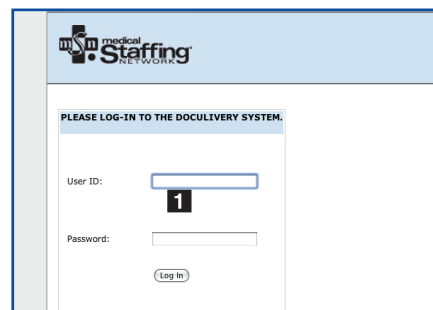 msn medical
Staffing
NETWORK
PLEASE LOG-IN TO THE DOCULIVERY SYSTEM.
User ID:
1
Password:
Log In